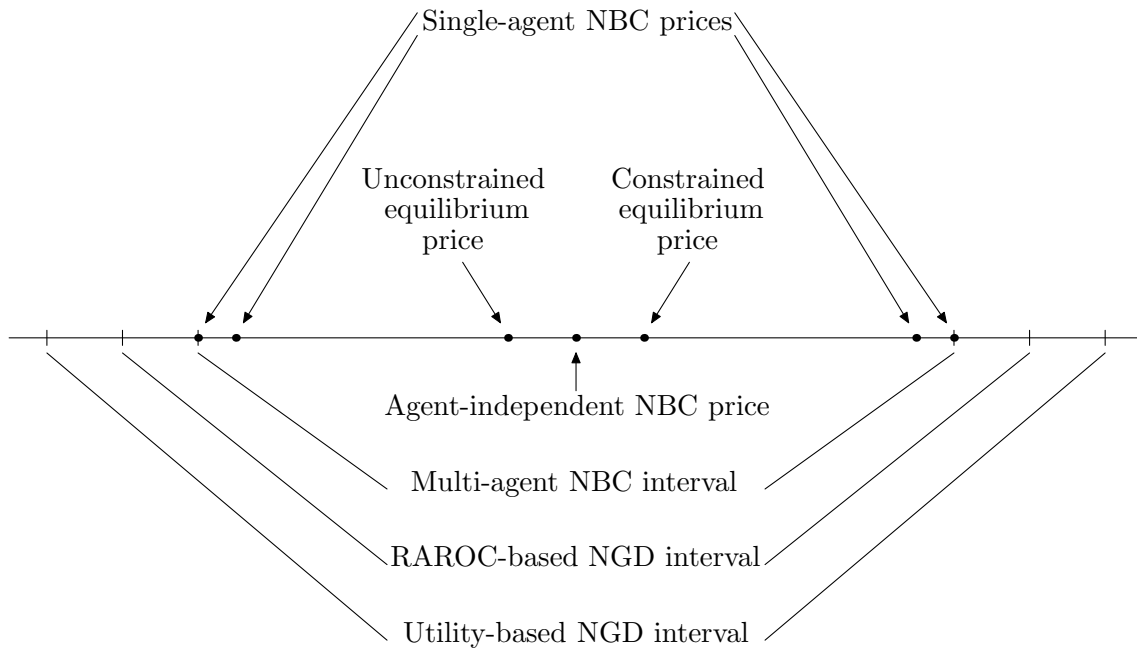 Single-agent NBC prices
Unconstrained
equilibrium
price
Constrained
equilibrium
price
Agent-independent NBC price
Multi-agent NBC interval
RAROC-based NGD interval
Utility-based NGD interval